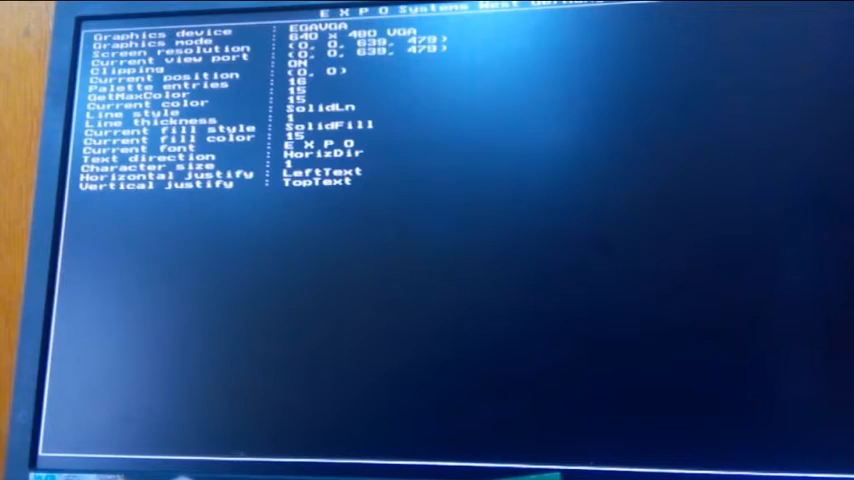 E X P O Systems West Germany
Graphics device : EGAVGA
Graphics mode : 640 x 480 VGA
Screen resolution : (0, 0, 639, 479)
Current view port : (0, 0, 639, 479)
Clipping : ON
Current position : (0, 0)
Palette entries : 16
GetMaxColor : 15
Current color : 15
Line style : SolidLn
Line thickness : 1
Current fill style : SolidFill
Current fill color : 15
Current font : E X P O
Text direction : HorizDir
Character size : 1
Horizontal justify : LeftText
Vertical justify : TopText